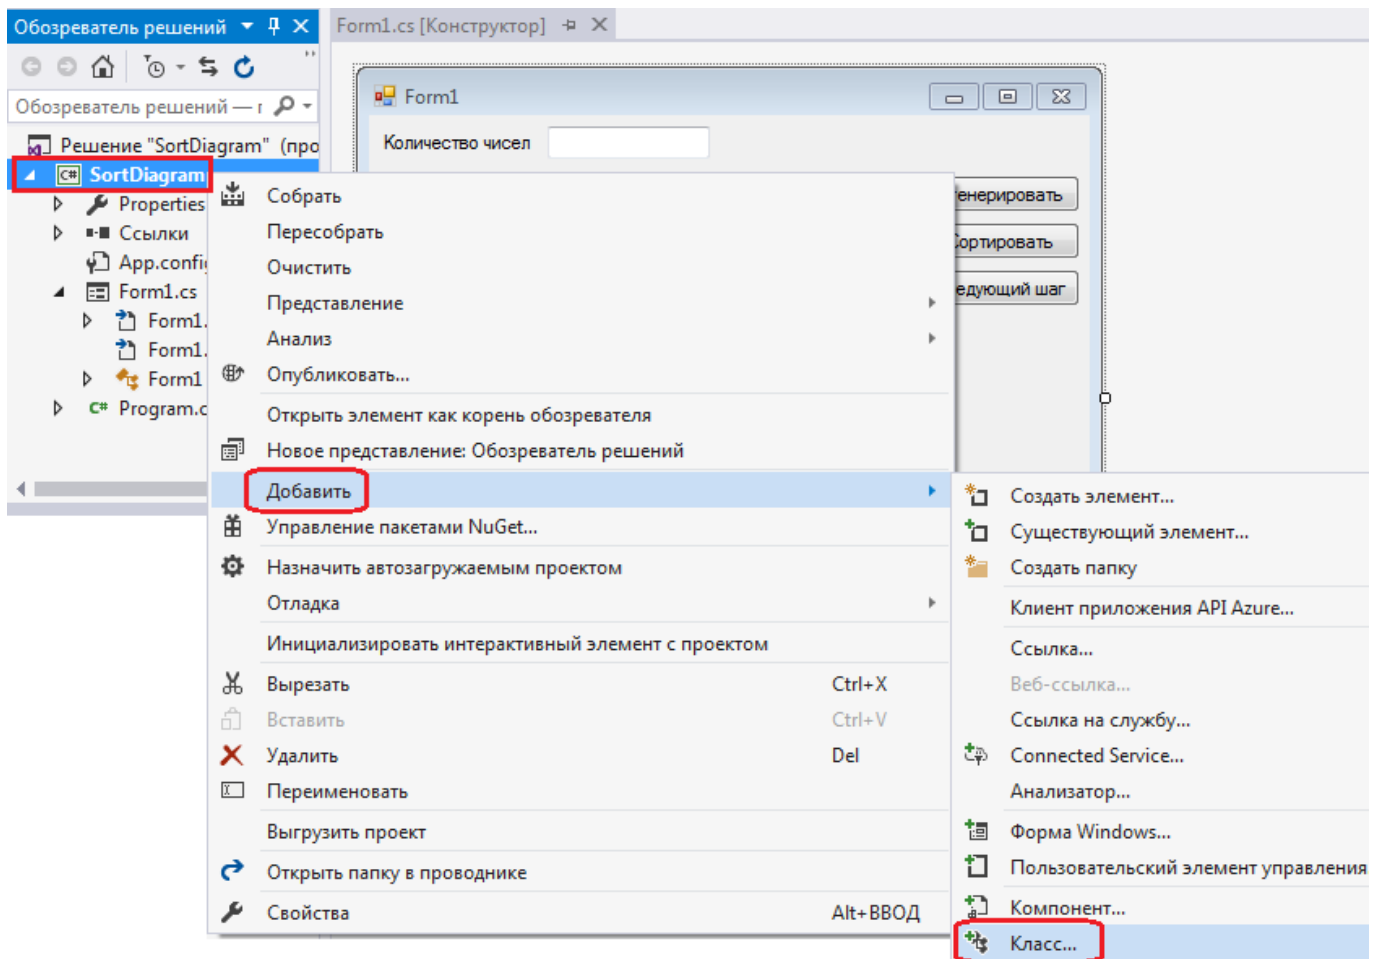 Обозреватель решений
Form1.cs [Конструктор]
Обозреватель решений — г
Form1
Количество чисел
Решение "SortDiagram" (про
C# SortDiagram
Properties
Ссылки
App.config
Form1.cs
Form1.
Form1.
Form1
C# Program.c
енерировать
Сортировать
едующий шаг
Собрать
Пересобрать
Очистить
Представление
Анализ
Опубликовать...
Открыть элемент как корень обозревателя
Новое представление: Обозреватель решений
Добавить
Управление пакетами NuGet...
Назначить автозагружаемым проектом
Отладка
Инициализировать интерактивный элемент с проектом
Вырезать Ctrl+X
Вставить Ctrl+V
Удалить Del
Переименовать
Выгрузить проект
Открыть папку в проводнике
Свойства Alt+ВВОД
Создать элемент...
Существующий элемент...
Создать папку
Клиент приложения API Azure...
Ссылка...
Веб-ссылка...
Ссылка на службу...
Connected Service...
Анализатор...
Форма Windows...
Пользовательский элемент управления
Компонент...
Класс...